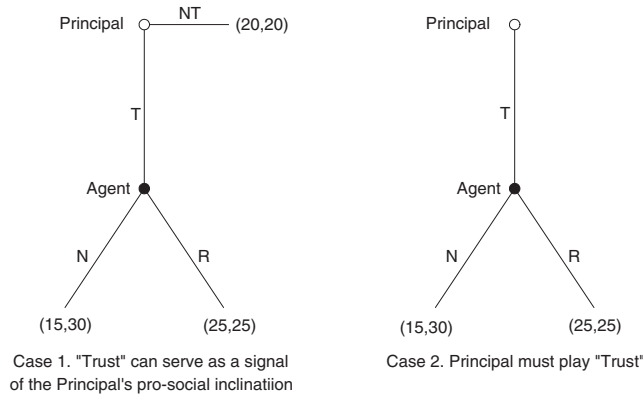 Principal NT (20,20)
T
Agent
N R
(15,30) (25,25)
Case 1. "Trust" can serve as a signal
of the Principal's pro-social inclinatiion
Principal
T
Agent
N R
(15,30) (25,25)
Case 2. Principal must play "Trust"